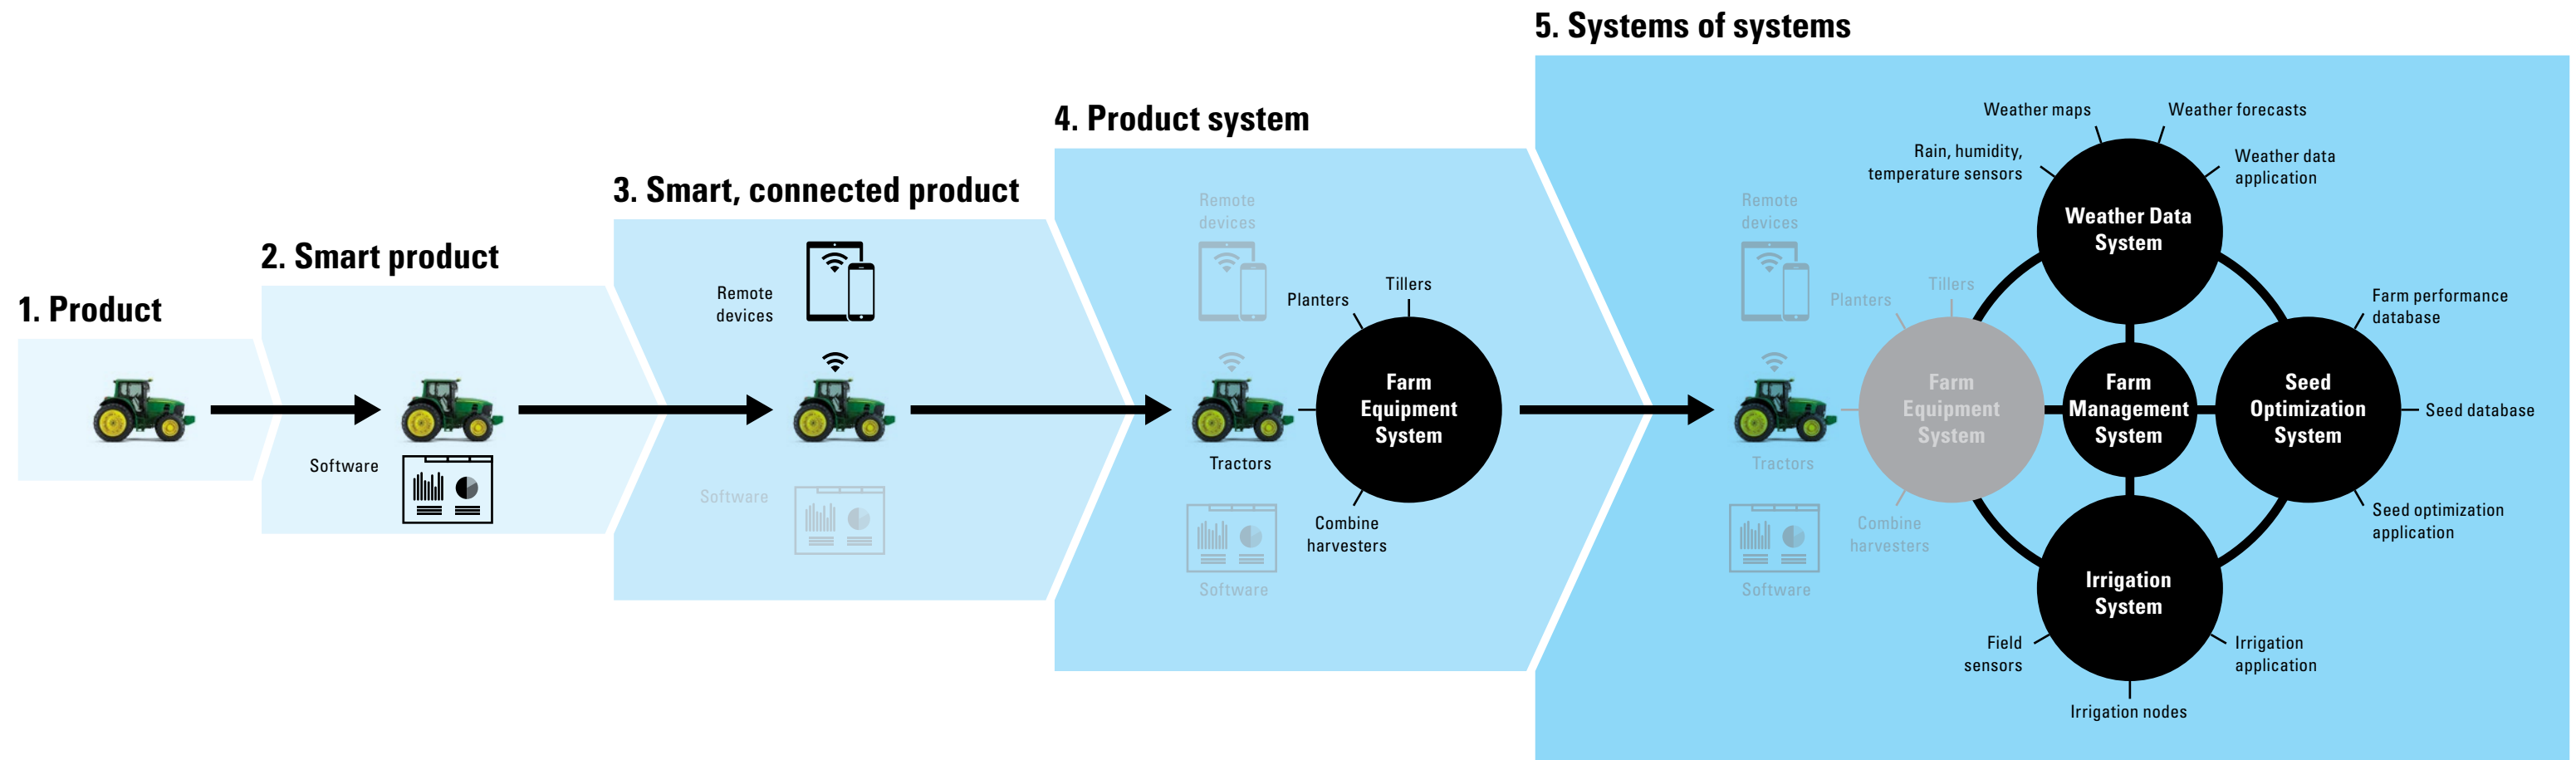 1. Product
2. Smart product
Software
3. Smart, connected product
Remote
devices
Software
4. Product system
Remote
devices
Tractors
Software
Planters
Tillers
Farm
Equipment
System
Combine
harvesters
5. Systems of systems
Remote
devices
Tractors
Software
Planters
Tillers
Farm
Equipment
System
Combine
harvesters
Weather maps
Weather forecasts
Rain, humidity,
temperature sensors
Weather data
application
Weather Data
System
Farm
Management
System
Seed
Optimization
System
Farm performance
database
Seed database
Seed optimization
application
Irrigation
System
Field
sensors
Irrigation nodes
Irrigation
application